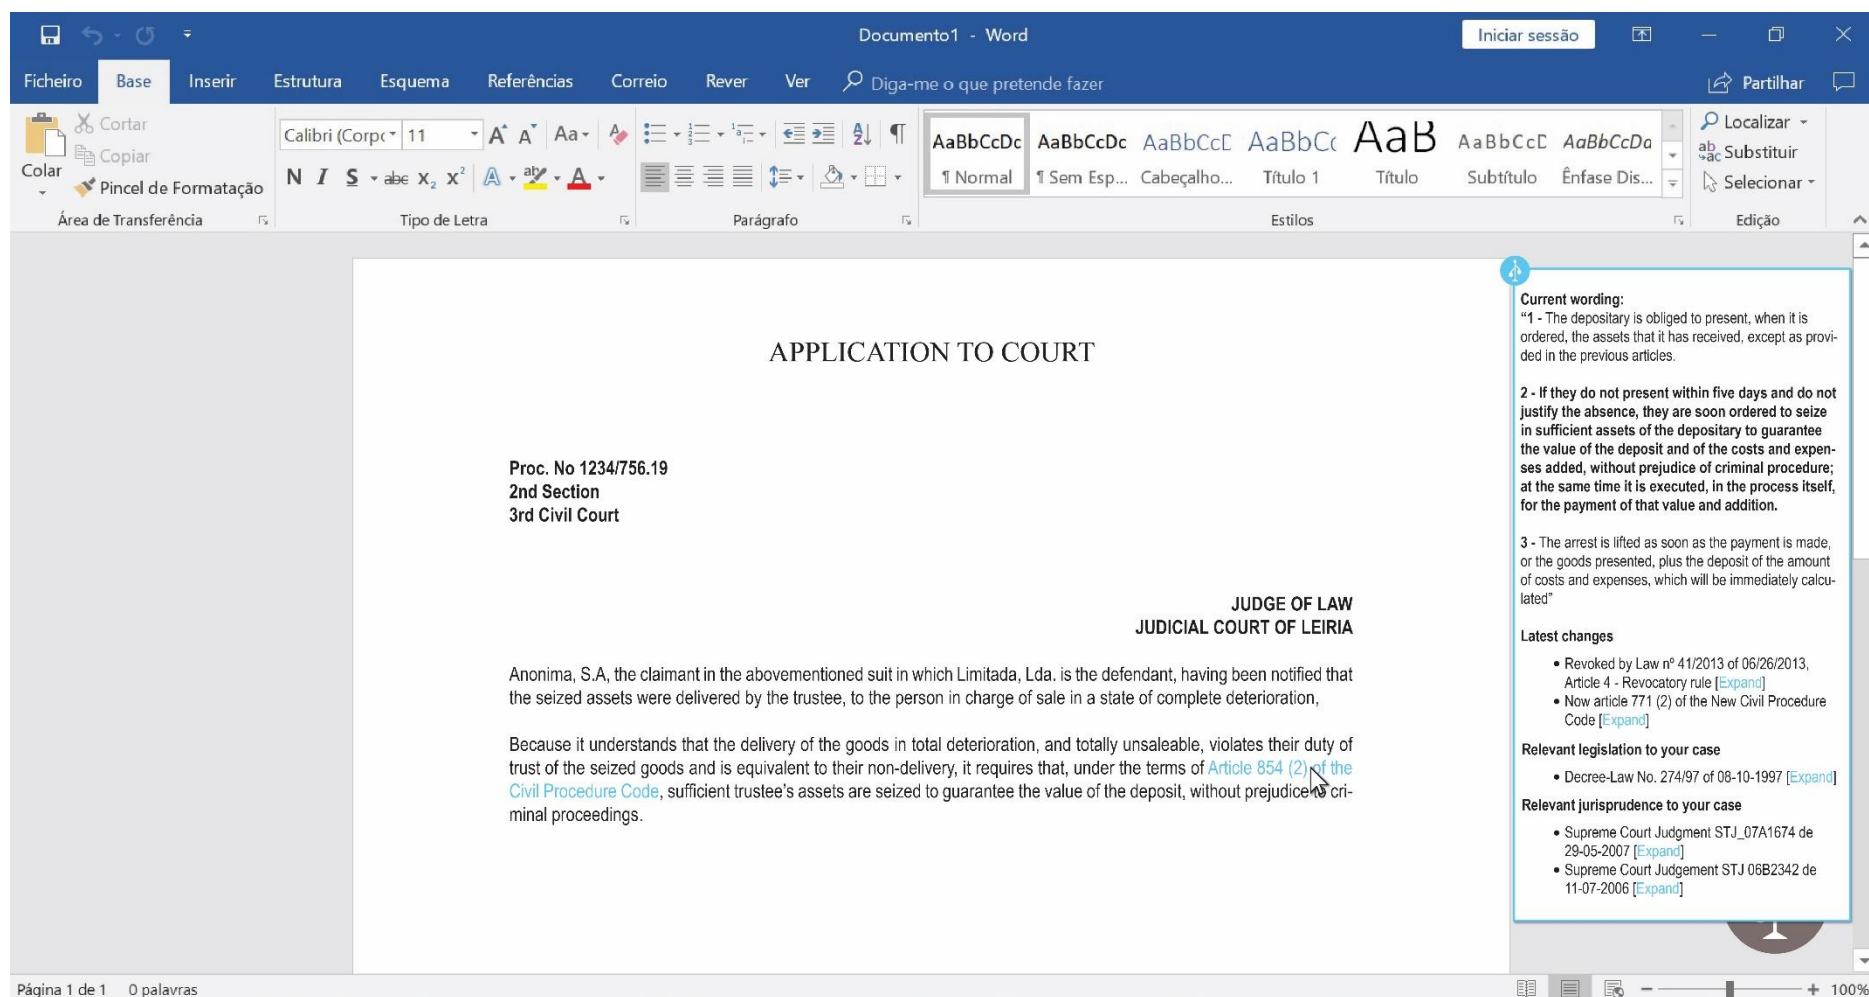 Documento1 - Word
Iniciar sessão
Ficheiro Base Inserir Estrutura Esquema Referências Correio Rever Ver Diga-me o que pretende fazer Partilhar
Colar
Cortar
Copiar
Pincel de Formatação
Área de Transferência
Calibri (Corpc 11
A A Aa
N I S abc X₂ X² A ab A
Tipo de Letra
Parágrafo
AaBbCcDc AaBbCcDc AaBbCcE AaBbCc AaB AaBbCcE AaBbCcDa
¶ Normal ¶ Sem Esp... Cabeçalho... Título 1 Título Subtítulo Ênfase Dis...
Estilos
Localizar
Substituir
Selecionar
Edição
APPLICATION TO COURT
Proc. No 1234/756.19
2nd Section
3rd Civil Court
JUDGE OF LAW
JUDICIAL COURT OF LEIRIA
Anonima, S.A, the claimant in the abovementioned suit in which Limitada, Lda. is the defendant, having been notified that
the seized assets were delivered by the trustee, to the person in charge of sale in a state of complete deterioration,
Because it understands that the delivery of the goods in total deterioration, and totally unsaleable, violates their duty of
trust of the seized goods and is equivalent to their non-delivery, it requires that, under the terms of Article 854 (2) of the
Civil Procedure Code, sufficient trustee's assets are seized to guarantee the value of the deposit, without prejudice to cri-
minal proceedings.
Current wording:
“1 - The depositary is obliged to present, when it is
ordered, the assets that it has received, except as provi-
ded in the previous articles.
2 - If they do not present within five days and do not
justify the absence, they are soon ordered to seize
in sufficient assets of the depositary to guarantee
the value of the deposit and of the costs and expen-
ses added, without prejudice of criminal procedure;
at the same time it is executed, in the process itself,
for the payment of that value and addition.
3 - The arrest is lifted as soon as the payment is made,
or the goods presented, plus the deposit of the amount
of costs and expenses, which will be immediately calcu-
lated”
Latest changes
• Revoked by Law nº 41/2013 of 06/26/2013,
Article 4 - Revocatory rule [Expand]
• Now article 771 (2) of the New Civil Procedure
Code [Expand]
Relevant legislation to your case
• Decree-Law No. 274/97 of 08-10-1997 [Expand]
Relevant jurisprudence to your case
• Supreme Court Judgment STJ_07A1674 de
29-05-2007 [Expand]
• Supreme Court Judgement STJ 06B2342 de
11-07-2006 [Expand]
Página 1 de 1 0 palavras
100%